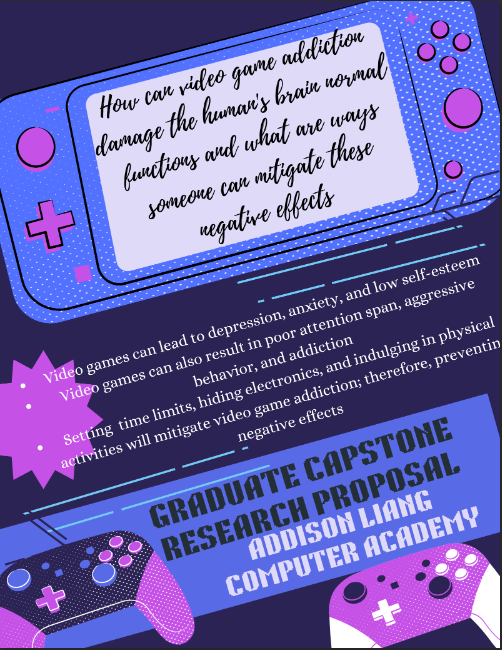 How can video game addiction
damage the human's brain normal
functions and what are ways
someone can mitigate these
negative effects
Video games can lead to depression, anxiety, and low self-esteem
Video games can also result in poor attention span, aggressive
behavior, and addiction
Setting time limits, hiding electronics, and indulging in physical
activities will mitigate video game addiction; therefore, preventin
negative effects
GRADUATE CAPSTONE
RESEARCH PROPOSAL
ADDISON LIANG
COMPUTER ACADEMY